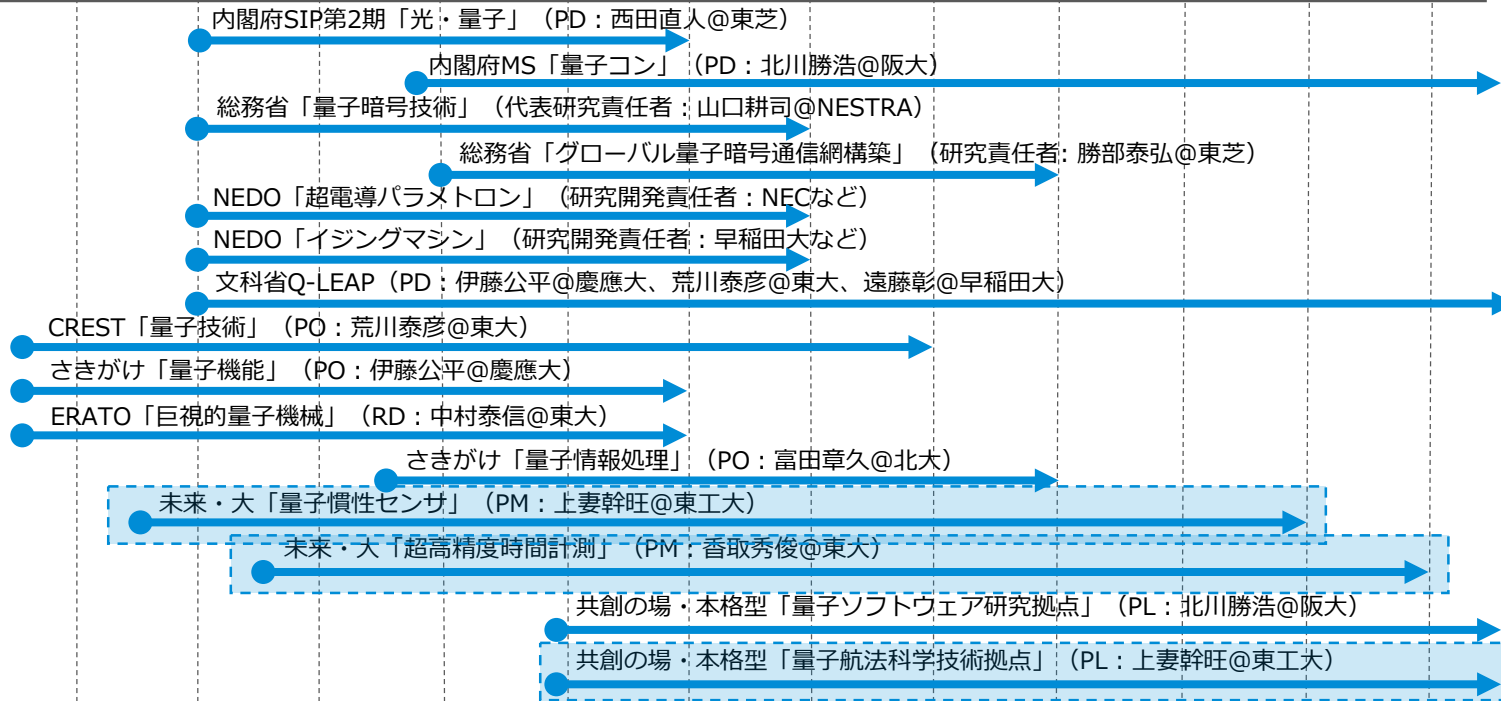 内閣府SIP第2期「光・量子」（PD：西田直人@東芝）
内閣府MS「量子コン」（PD：北川勝浩@阪大）
総務省「量子暗号技術」（代表研究責任者：山口耕司@NESTRA）
総務省「グローバル量子暗号通信網構築」（研究責任者: 勝部泰弘@東芝）
NEDO「超電導パラメトロン」（研究開発責任者：NECなど）
NEDO「イジングマシン」（研究開発責任者：早稲田大など）
文科省Q-LEAP（PD：伊藤公平@慶應大、荒川泰彦@東大、遠藤彰@早稲田大）
CREST「量子技術」（PO：荒川泰彦@東大）
さきがけ「量子機能」（PO：伊藤公平@慶應大）
ERATO「巨視的量子機械」（RD：中村泰信@東大）
さきがけ「量子情報処理」（PO：富田章久@北大）
未来・大「量子慣性センサ」（PM：上妻幹旺@東工大）
未来・大「超高精度時間計測」（PM：香取秀俊@東大）
共創の場・本格型「量子ソフトウェア研究拠点」（PL：北川勝浩@阪大）
共創の場・本格型「量子航法科学技術拠点」（PL：上妻幹旺@東工大）